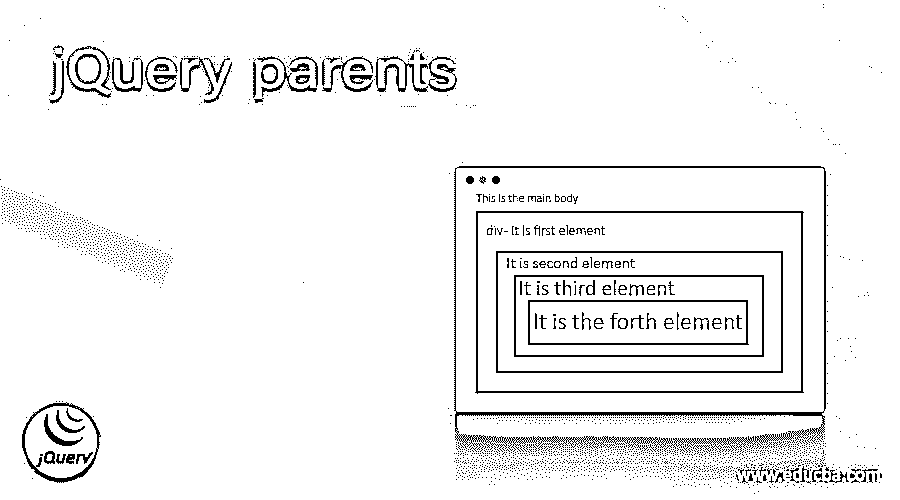 jQuery parents
This is the main body
div- It is first element
It is second element
It is third element
It is the forth element
jQuery
www.educba.com